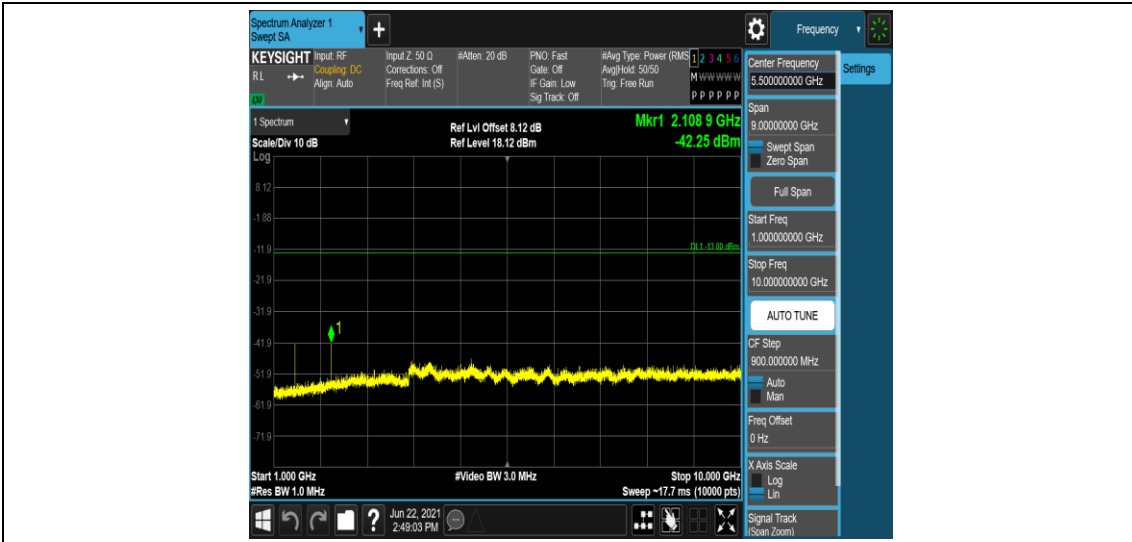 Spectrum Analyzer 1
Swept SA
+
Frequency
KEYSIGHT
RL
LXI
Input: RF
Coupling: DC
Align: Auto
Input Z: 50 Ω
Corrections: Off
Freq Ref: Int (S)
#Atten: 20 dB
PNO: Fast
Gate: Off
IF Gain: Low
Sig Track: Off
#Avg Type: Power (RMS
Avg|Hold: 50/50
Trig: Free Run
1 2 3 4 5 6
M W W W W W
P P P P P P
1 Spectrum
Scale/Div 10 dB
Log
Ref Lvl Offset 8.12 dB
Ref Level 18.12 dBm
Mkr1 2.108 9 GHz
-42.25 dBm
8.12
-1.88
-11.9
DL1 -13.00 dBm
-21.9
-31.9
1
-41.9
-51.9
-61.9
-71.9
Start 1.000 GHz
#Video BW 3.0 MHz
Stop 10.000 GHz
#Res BW 1.0 MHz
Sweep ~17.7 ms (10000 pts)
?
Jun 22, 2021
2:49:03 PM
Center Frequency
5.50000000 GHz
Settings
Span
9.00000000 GHz
Swept Span
Zero Span
Full Span
Start Freq
1.000000000 GHz
Stop Freq
10.000000000 GHz
AUTO TUNE
CF Step
900.000000 MHz
Auto
Man
Freq Offset
0 Hz
X Axis Scale
Log
Lin
Signal Track
(Span Zoom)